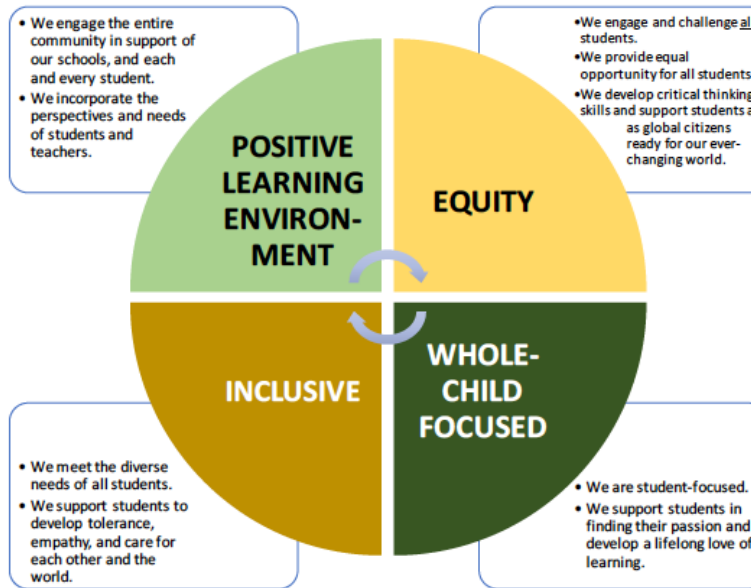 • We engage the entire
community in support of
our schools, and each
and every student.
• We incorporate the
perspectives and needs
of students and
teachers.
•We engage and challenge al
students.
•We provide equal
opportunity for all students
•We develop critical thinking
skills and support students a
as global citizens
ready for our ever-
changing world.
POSITIVE
LEARNING
ENVIRON-
MENT
EQUITY
INCLUSIVE
WHOLE-
CHILD
FOCUSED
• We meet the diverse
needs of all students.
• We support students to
develop tolerance,
empathy, and care for
each other and the
world.
• We are student-focused.
• We support students in
finding their passion and
develop a lifelong love of
learning.